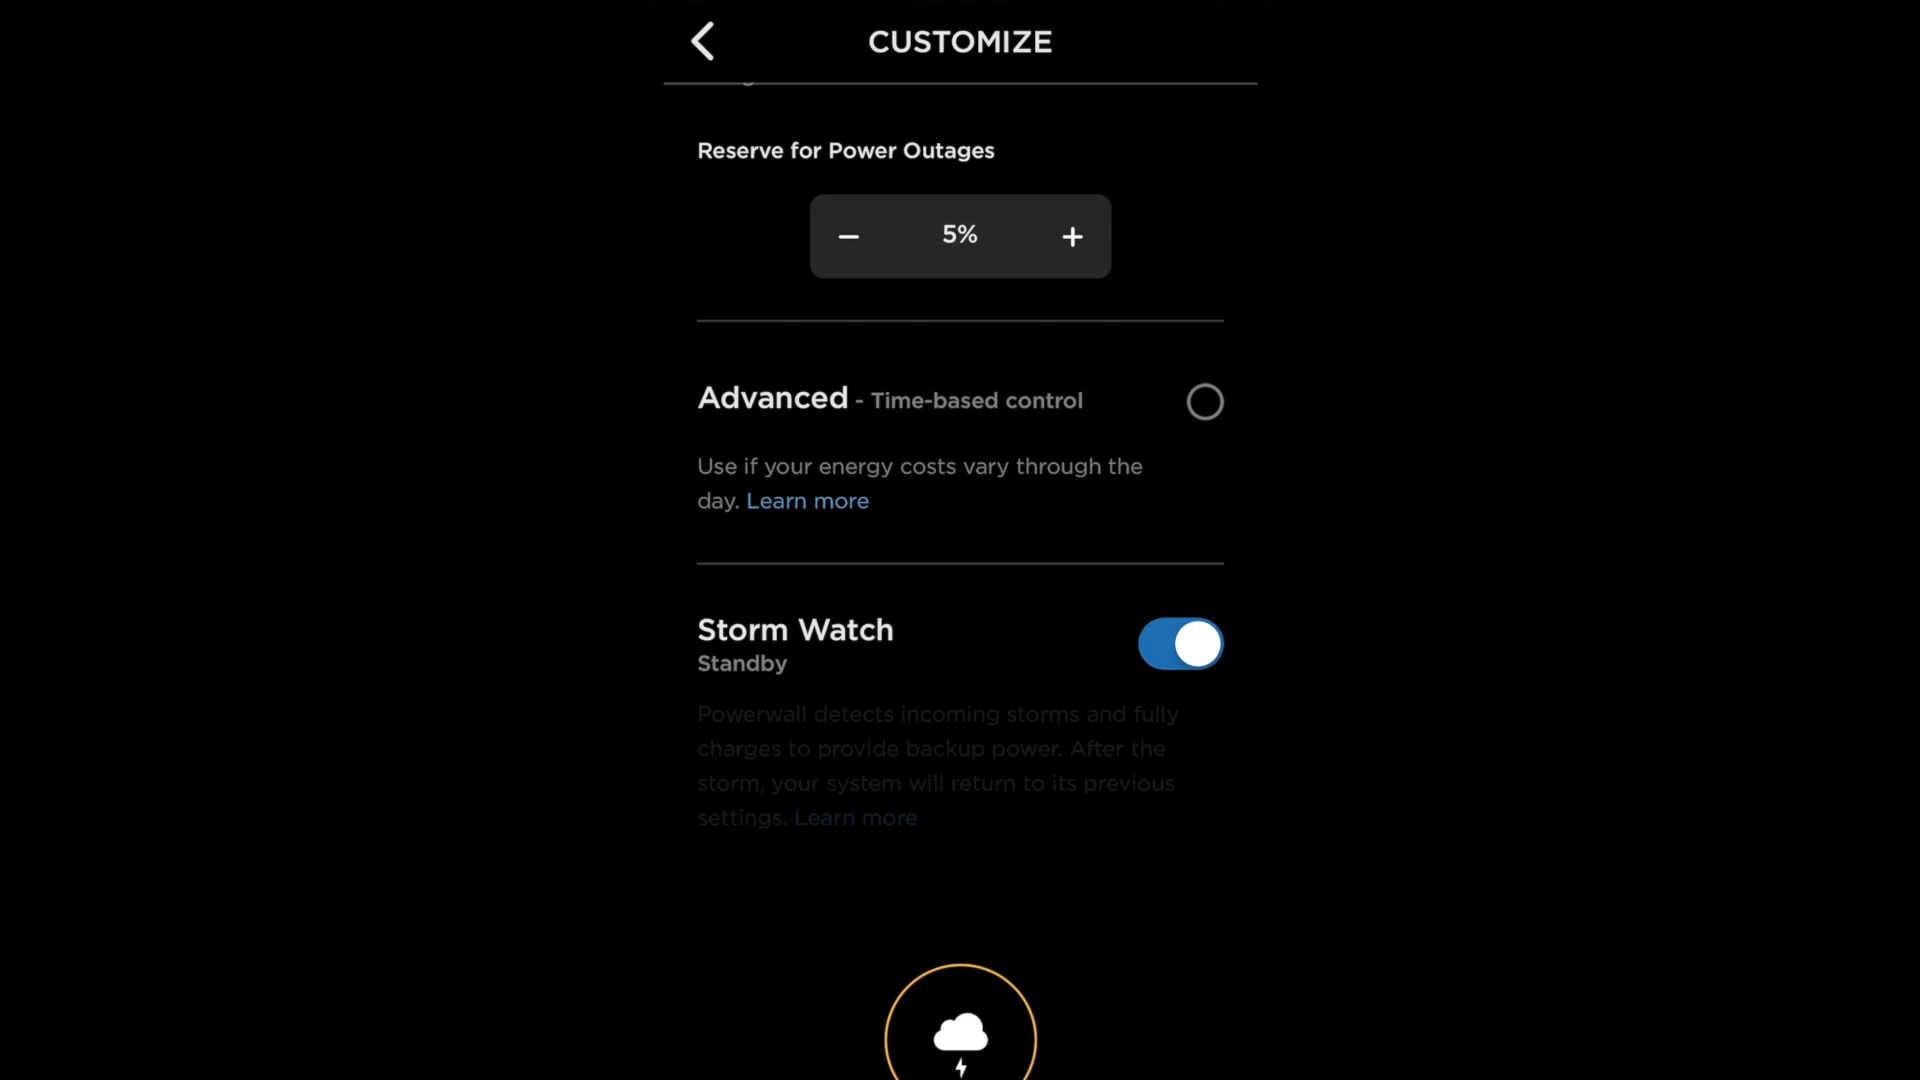 CUSTOMIZE
Reserve for Power Outages
− 5% +
Advanced - Time-based control
Use if your energy costs vary through the
day. Learn more
Storm Watch
Standby
Powerwall detects incoming storms and fully
charges to provide backup power. After the
storm, your system will return to its previous
settings. Learn more